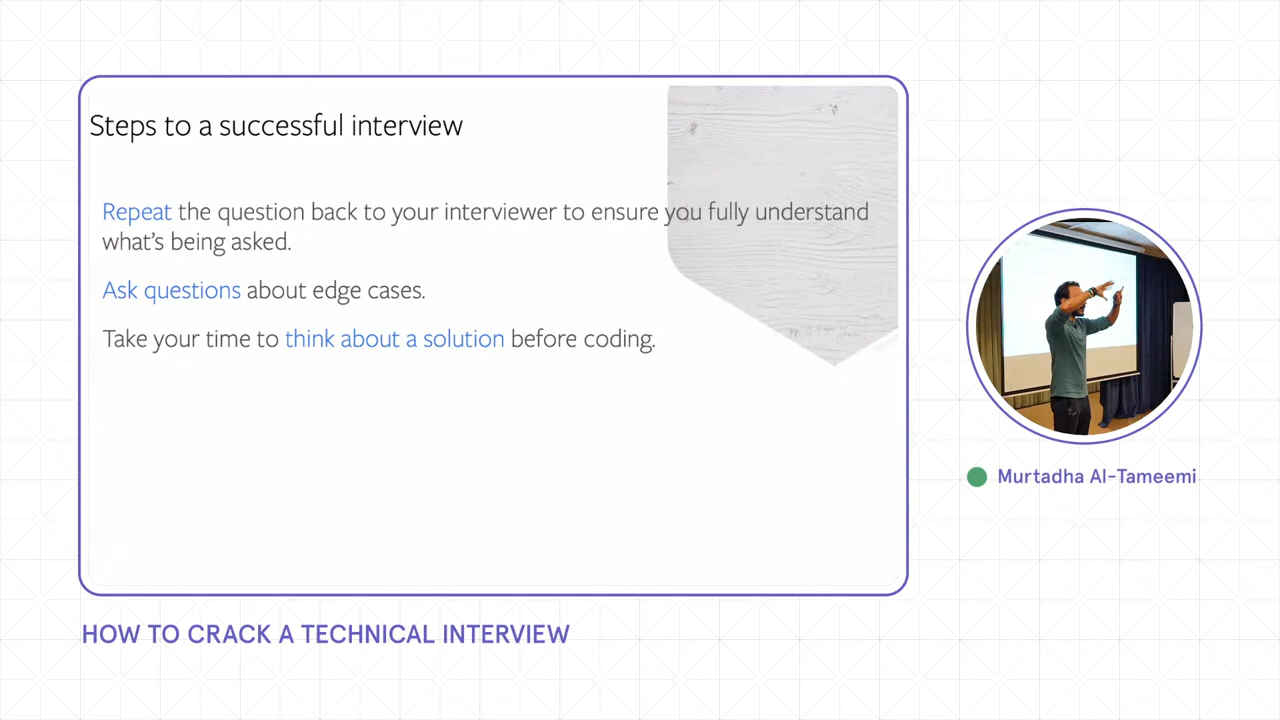 Steps to a successful interview
Repeat the question back to your interviewer to ensure you fully understand
what’s being asked.
Ask questions about edge cases.
Take your time to think about a solution before coding.
Murtadha Al-Tameemi
HOW TO CRACK A TECHNICAL INTERVIEW